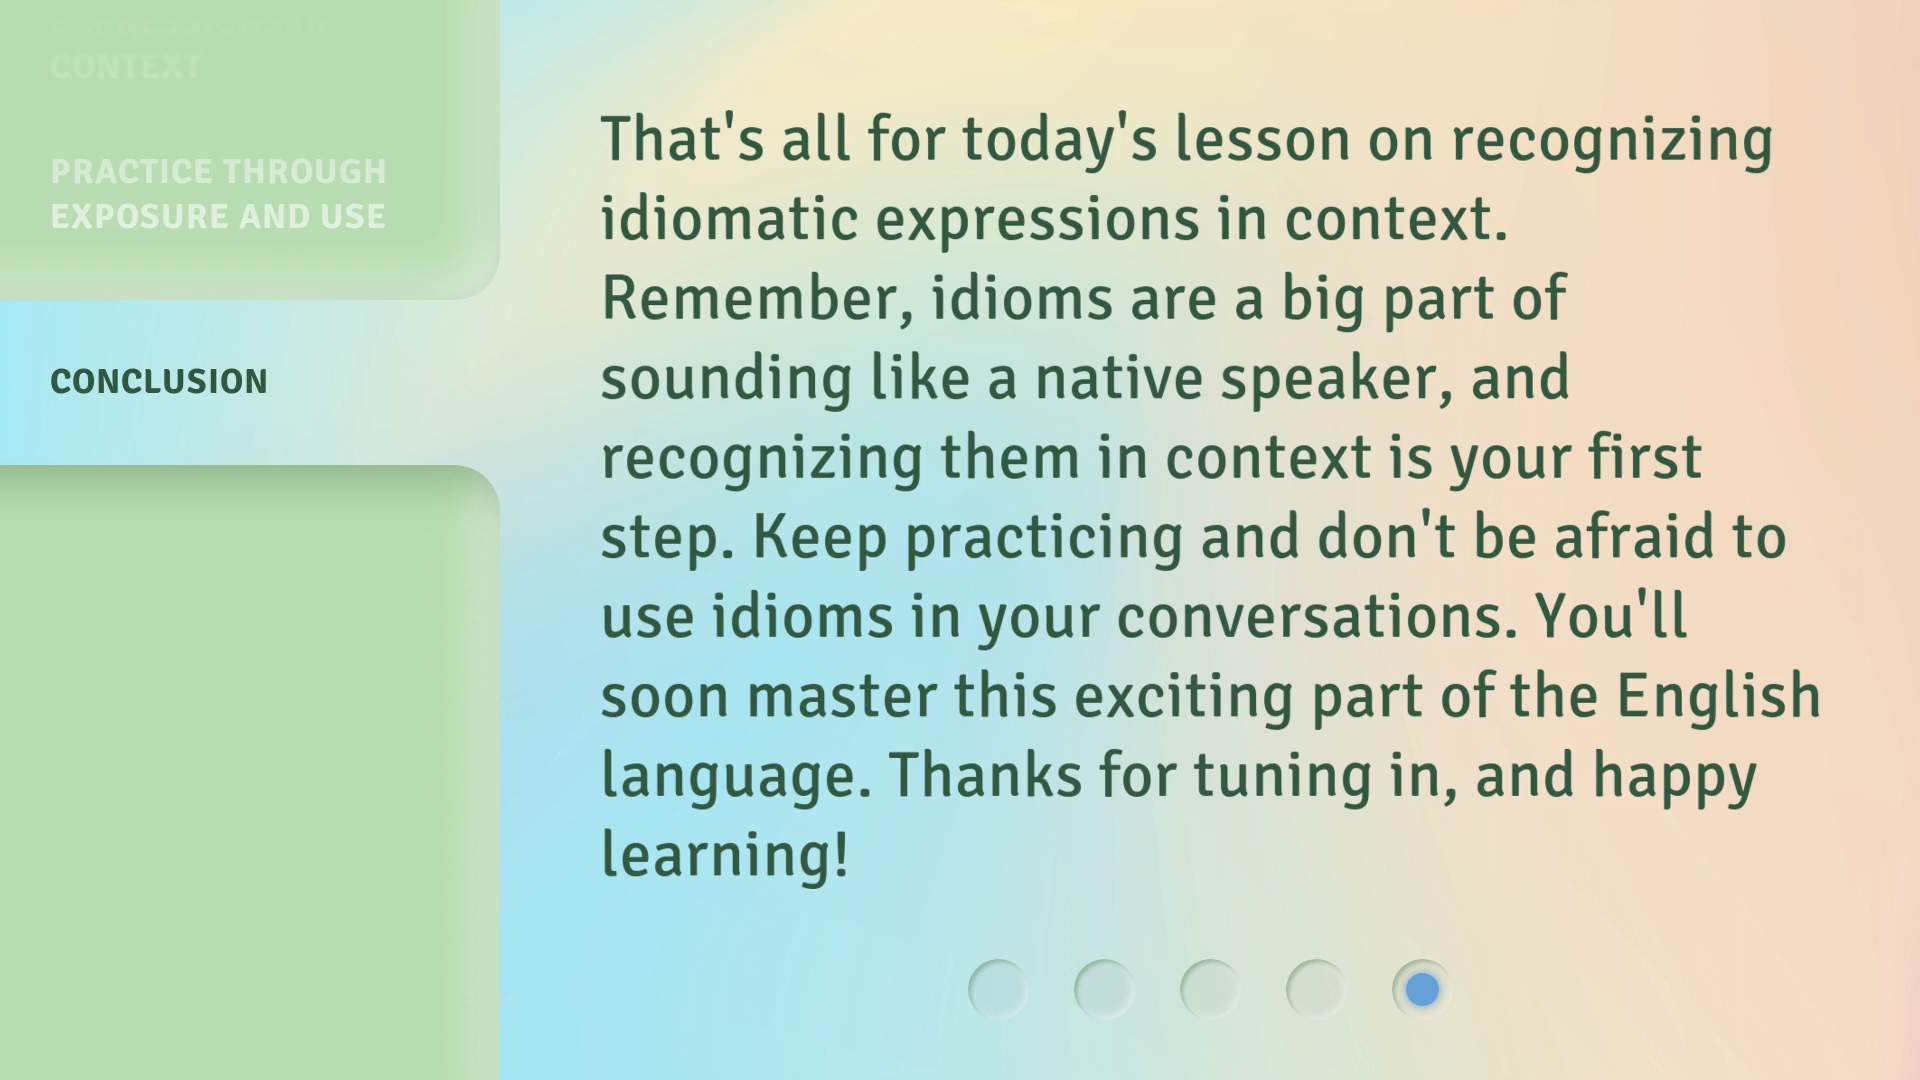 CONTEXT
PRACTICE THROUGH
EXPOSURE AND USE
CONCLUSION
That's all for today's lesson on recognizing
idiomatic expressions in context.
Remember, idioms are a big part of
sounding like a native speaker, and
recognizing them in context is your first
step. Keep practicing and don't be afraid to
use idioms in your conversations. You'll
soon master this exciting part of the English
language. Thanks for tuning in, and happy
learning!